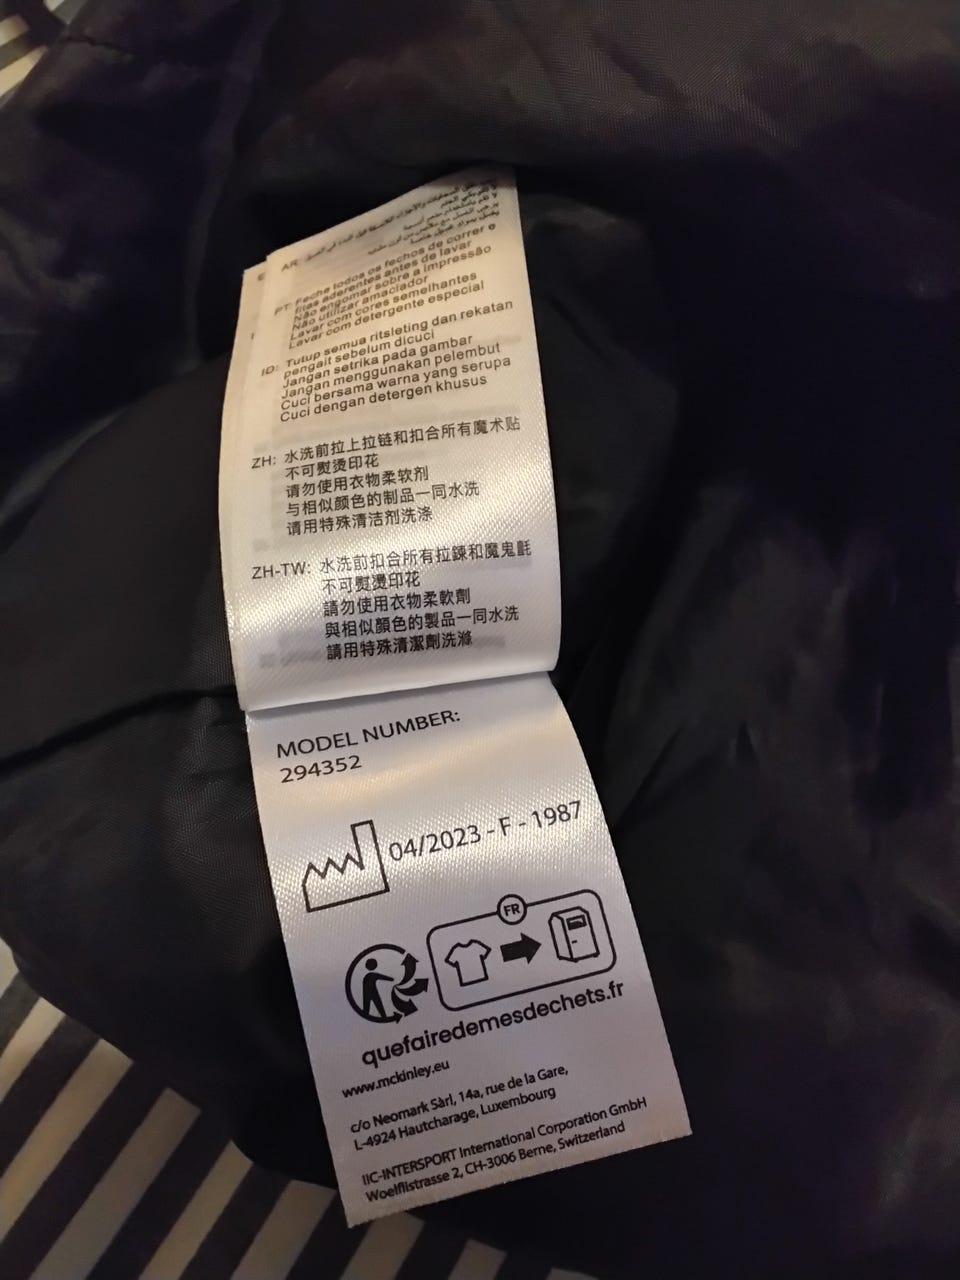 AR:
PT: Feche todos os fechos de correr e
fitas aderentes antes de lavar
Não engomar sobre a impressão
Não utilizar amaciador
Lavar com cores semelhantes
Lavar com detergente especial
ID: Tutup semua ritsleting dan rekatan
pengait sebelum dicuci
Jangan setrika pada gambar
Jangan menggunakan pelembut
Cuci bersama warna yang serupa
Cuci dengan detergen khusus
ZH: 水洗前拉上拉链和扣合所有魔术贴
不可熨烫印花
请勿使用衣物柔软剂
与相似颜色的制品一同水洗
请用特殊清洁剂洗涤
ZH-TW: 水洗前扣合所有拉鍊和魔鬼氈
不可熨燙印花
請勿使用衣物柔軟劑
與相似顏色的製品一同水洗
請用特殊清潔劑洗滌
MODEL NUMBER:
294352
04/2023 - F - 1987
FR
quefairedemesdechets.fr
www.mckinley.eu
c/o Neomark Sàrl, 14a, rue de la Gare,
L-4924 Hautcharage, Luxembourg
IIC-INTERSPORT International Corporation GmbH
Woelflistrasse 2, CH-3006 Berne, Switzerland